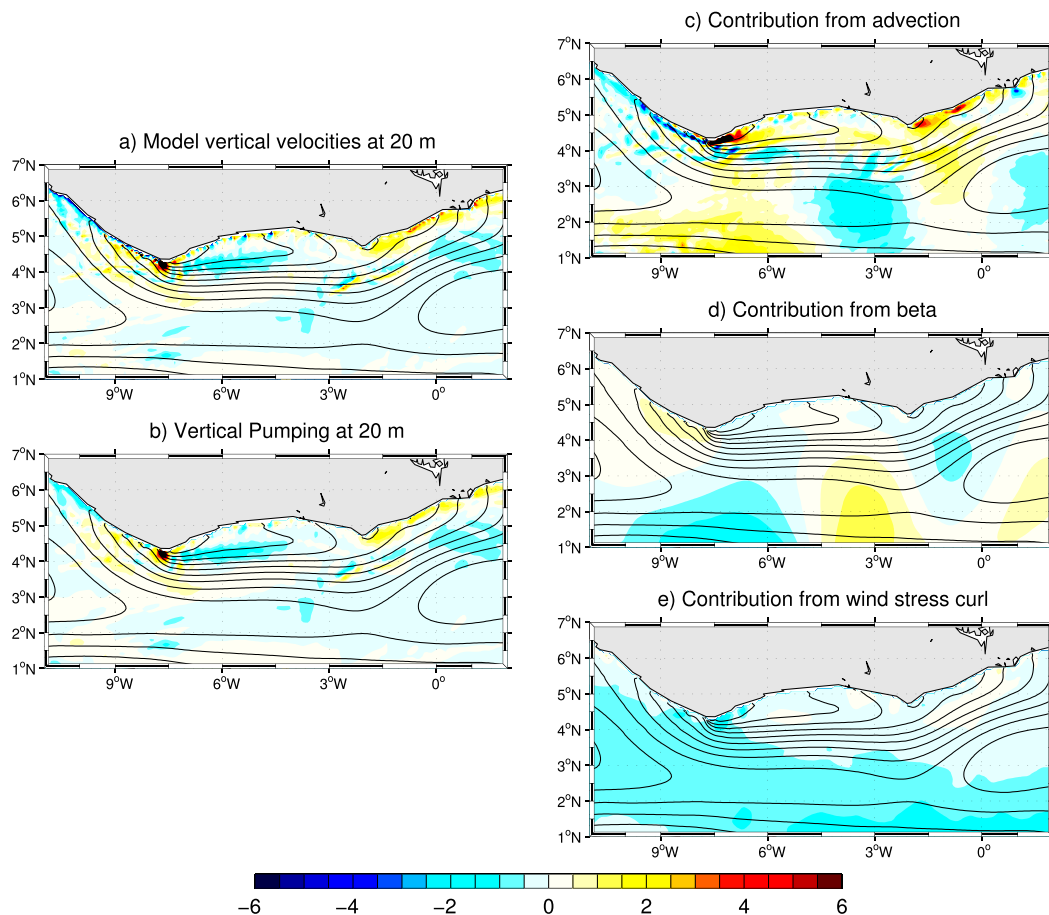 a) Model vertical velocities at 20 m
7°N
6°N
5°N
4°N
3°N
2°N
1°N
9°W 6°W 3°W 0°
b) Vertical Pumping at 20 m
7°N
6°N
5°N
4°N
3°N
2°N
1°N
9°W 6°W 3°W 0°
c) Contribution from advection
7°N
6°N
5°N
4°N
3°N
2°N
1°N
9°W 6°W 3°W 0°
d) Contribution from beta
7°N
6°N
5°N
4°N
3°N
2°N
1°N
9°W 6°W 3°W 0°
e) Contribution from wind stress curl
7°N
6°N
5°N
4°N
3°N
2°N
1°N
9°W 6°W 3°W 0°
−6 −4 −2 0 2 4 6